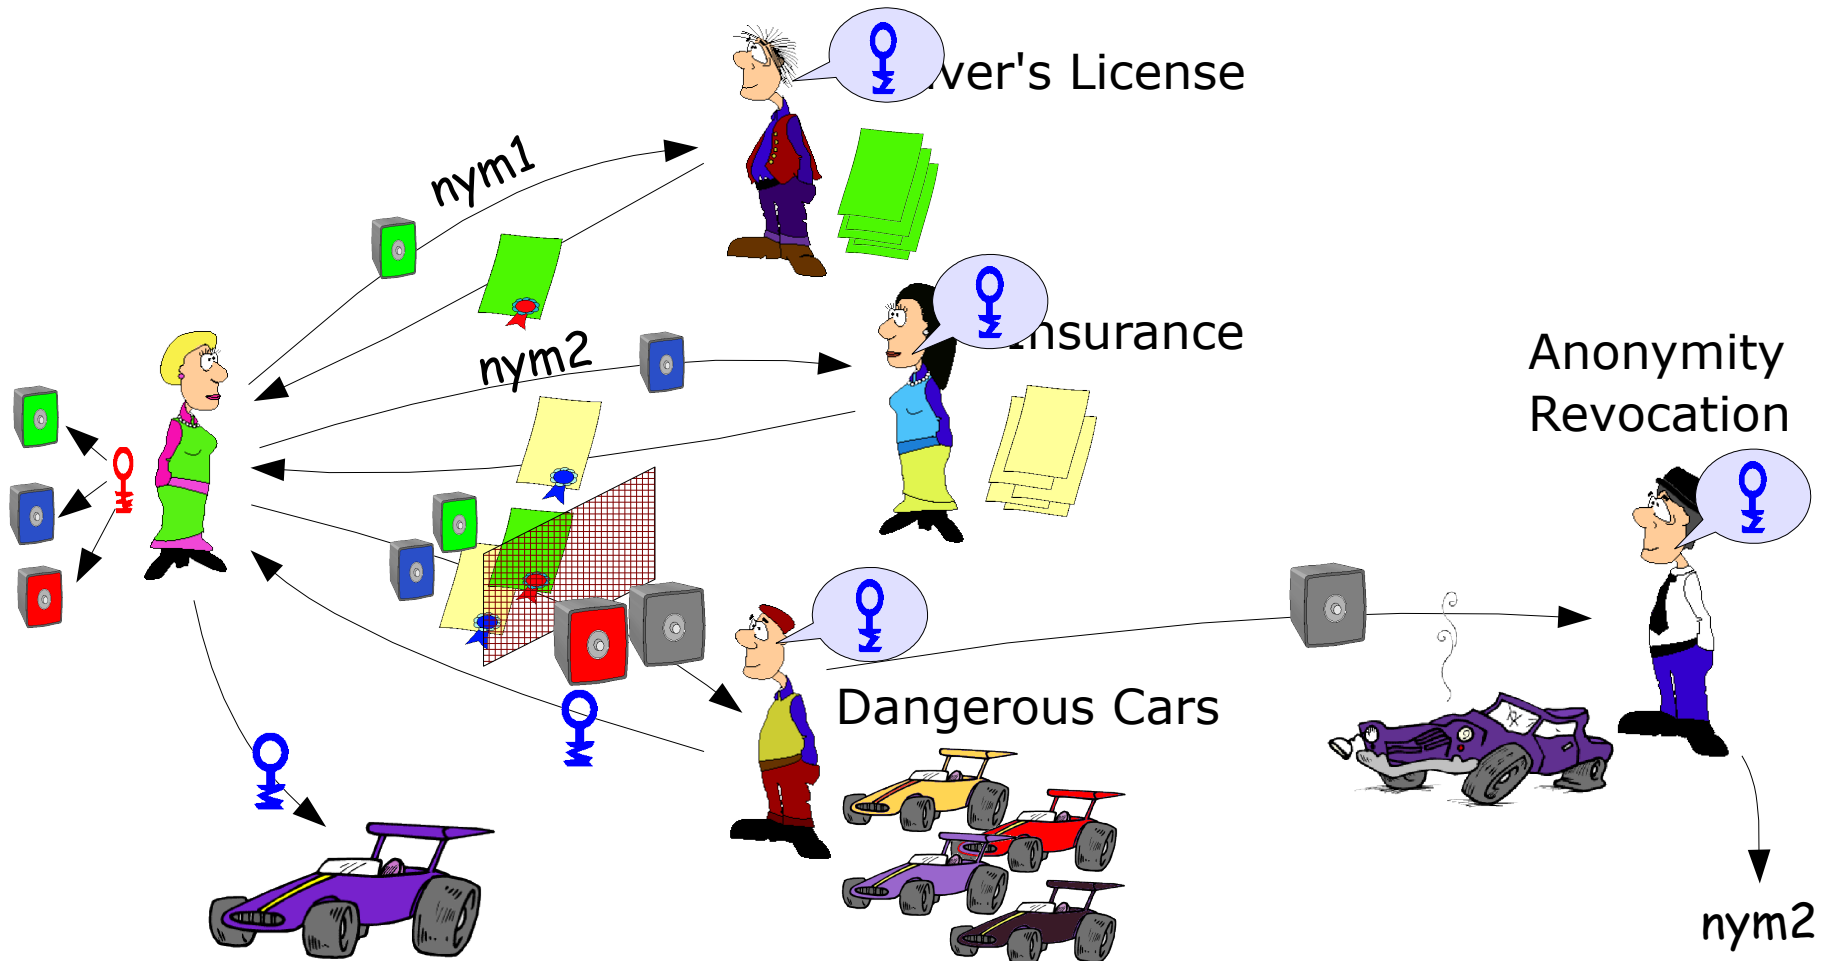 ver's License
nym1
nym2
nsurance
Anonymity
Revocation
Dangerous Cars
nym2